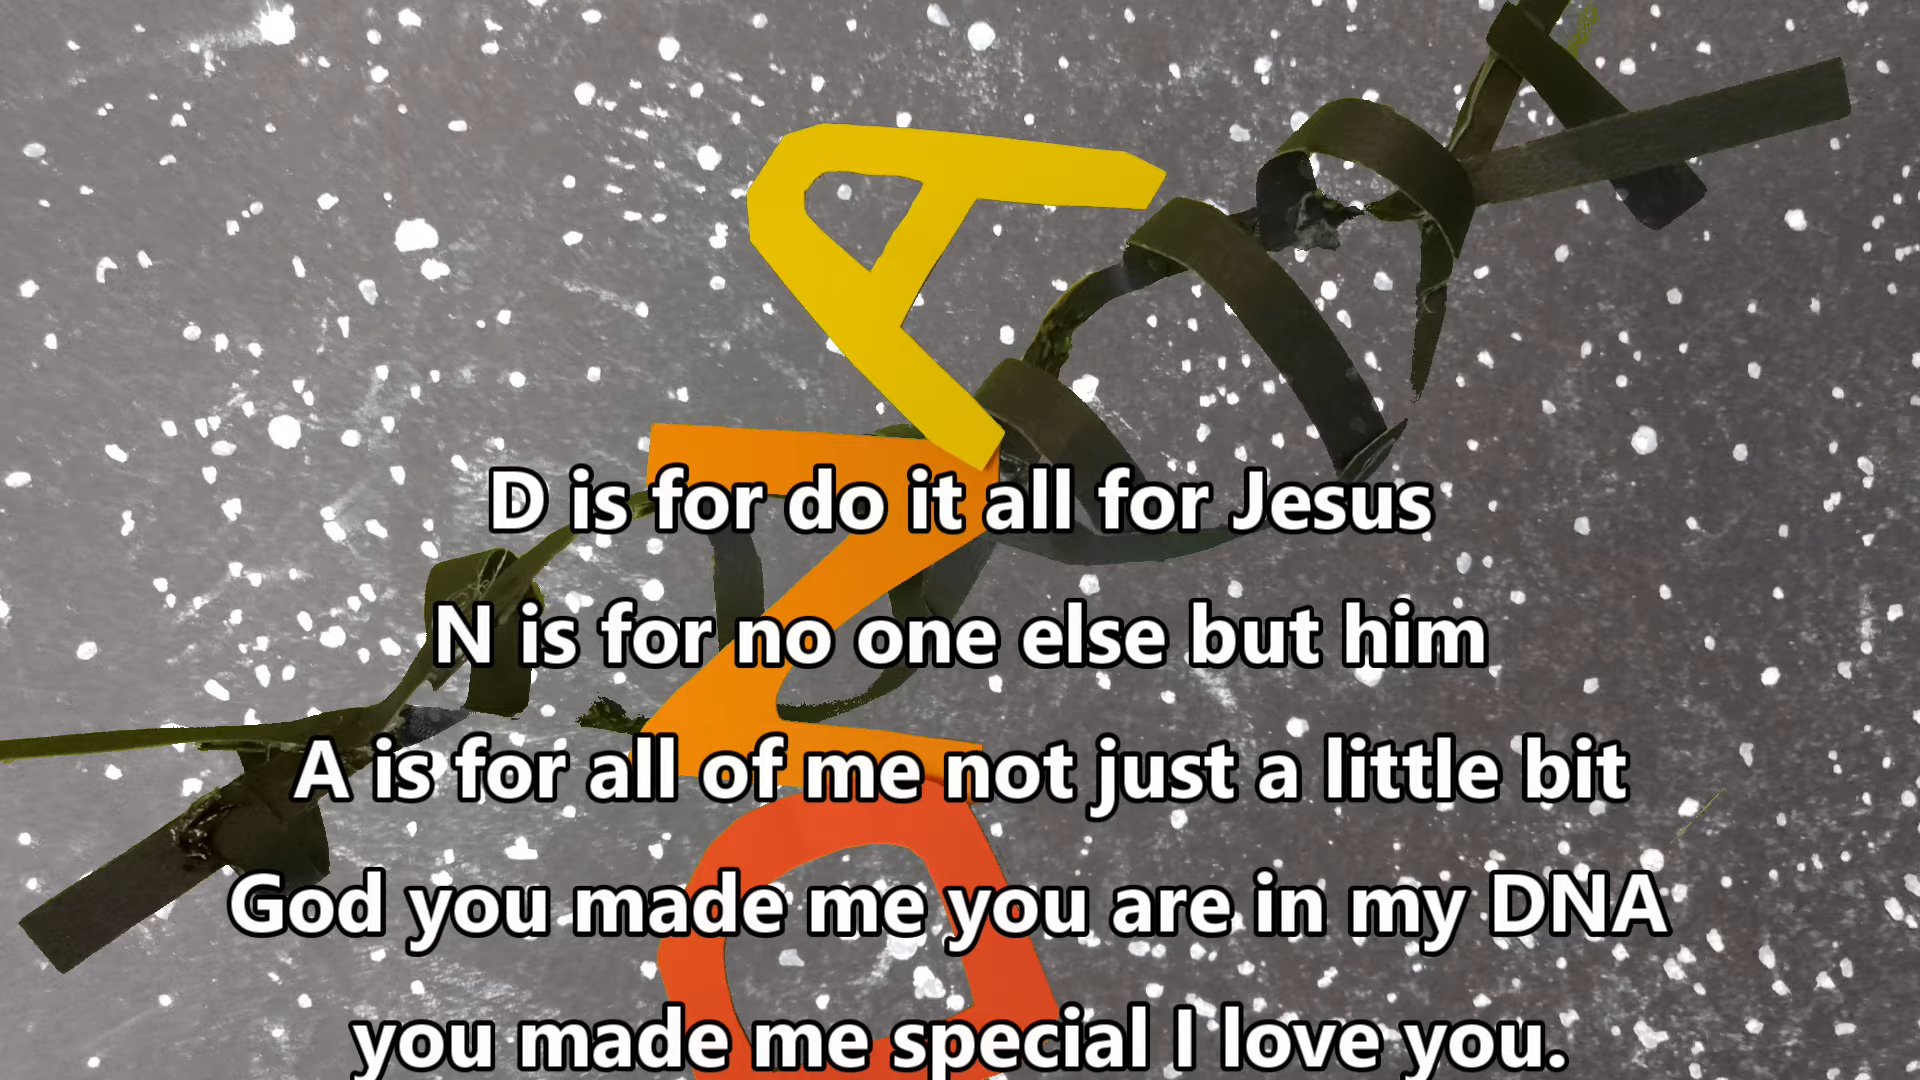 A
N
D
D is for do it all for Jesus
N is for no one else but him
A is for all of me not just a little bit
God you made me you are in my DNA
you made me special I love you.